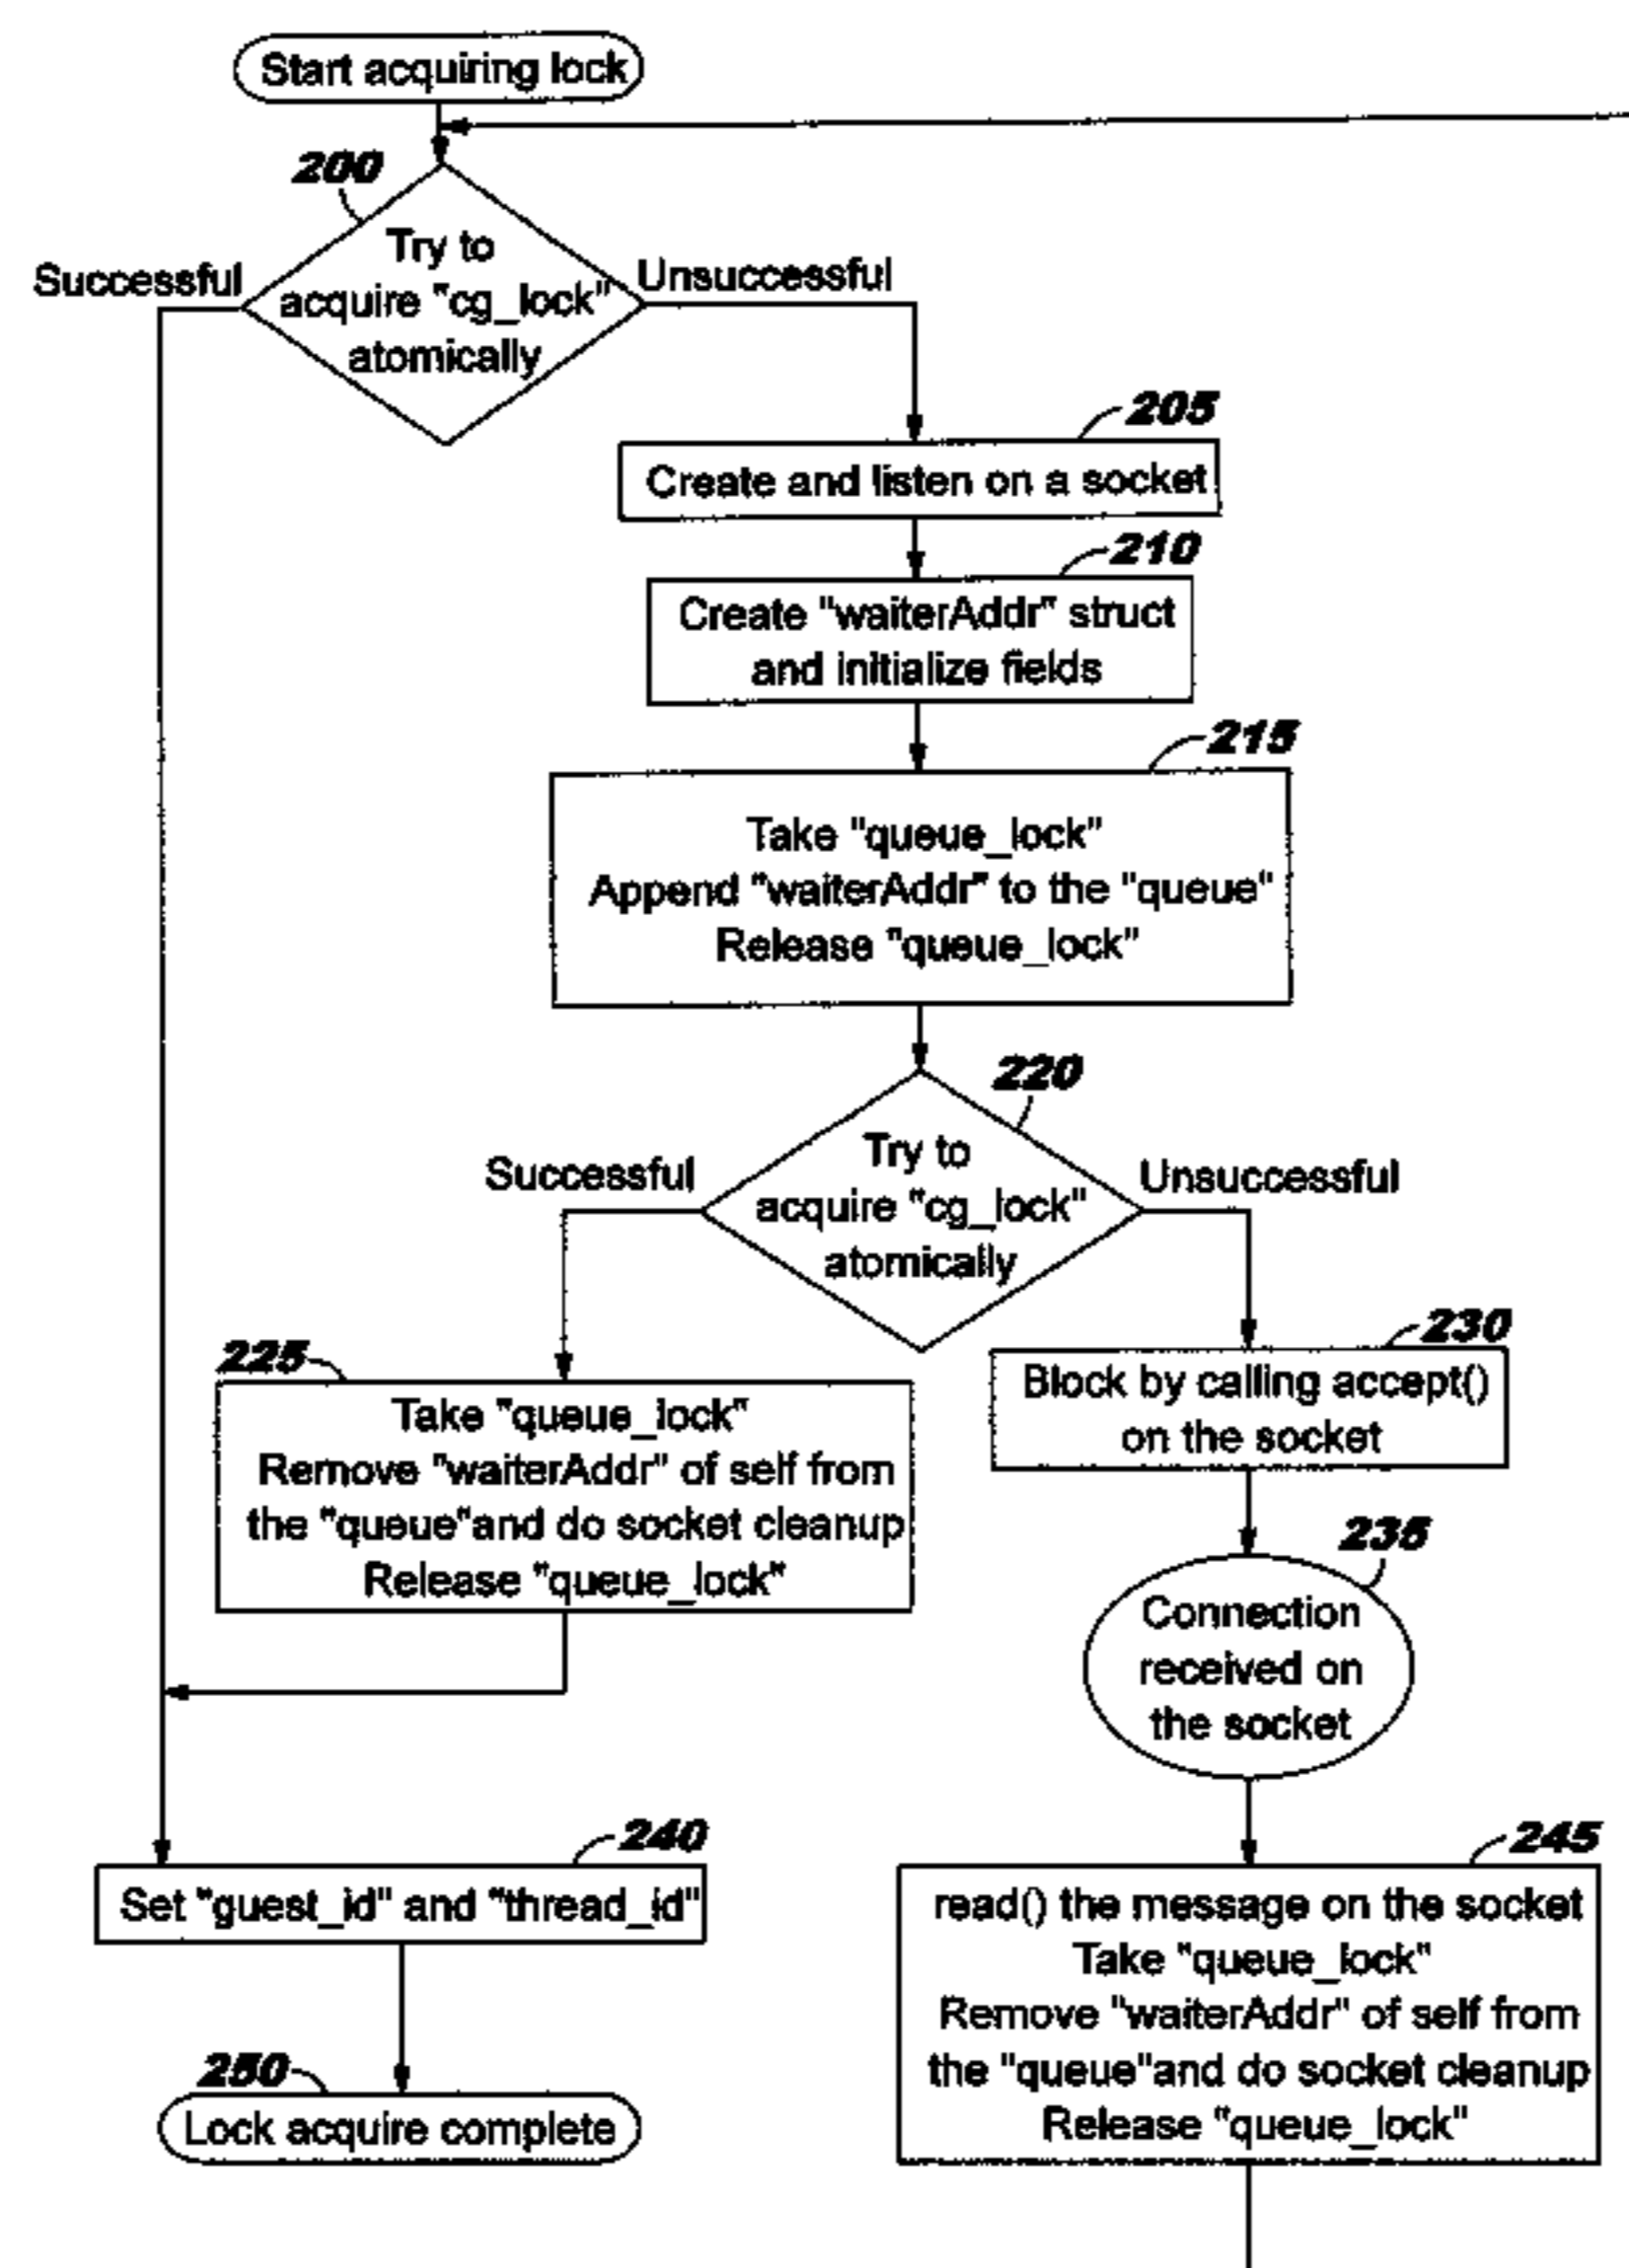 Start acquiring lock
200
Try to
acquire "cg_lock"
atomically
Successful
Unsuccessful
205
Create and listen on a socket
210
Create "waiterAddr" struct
and initialize fields
215
Take "queue_lock"
Append "waiterAddr" to the "queue"
Release "queue_lock"
220
Try to
acquire "cg_lock"
atomically
Successful
Unsuccessful
225
Take "queue_lock"
Remove "waiterAddr" of self from
the "queue"and do socket cleanup
Release "queue_lock"
230
Block by calling accept()
on the socket
235
Connection
received on
the socket
240
Set "guest_id" and "thread_id"
245
read() the message on the socket
Take "queue_lock"
Remove "waiterAddr" of self from
the "queue"and do socket cleanup
Release "queue_lock"
250
Lock acquire complete